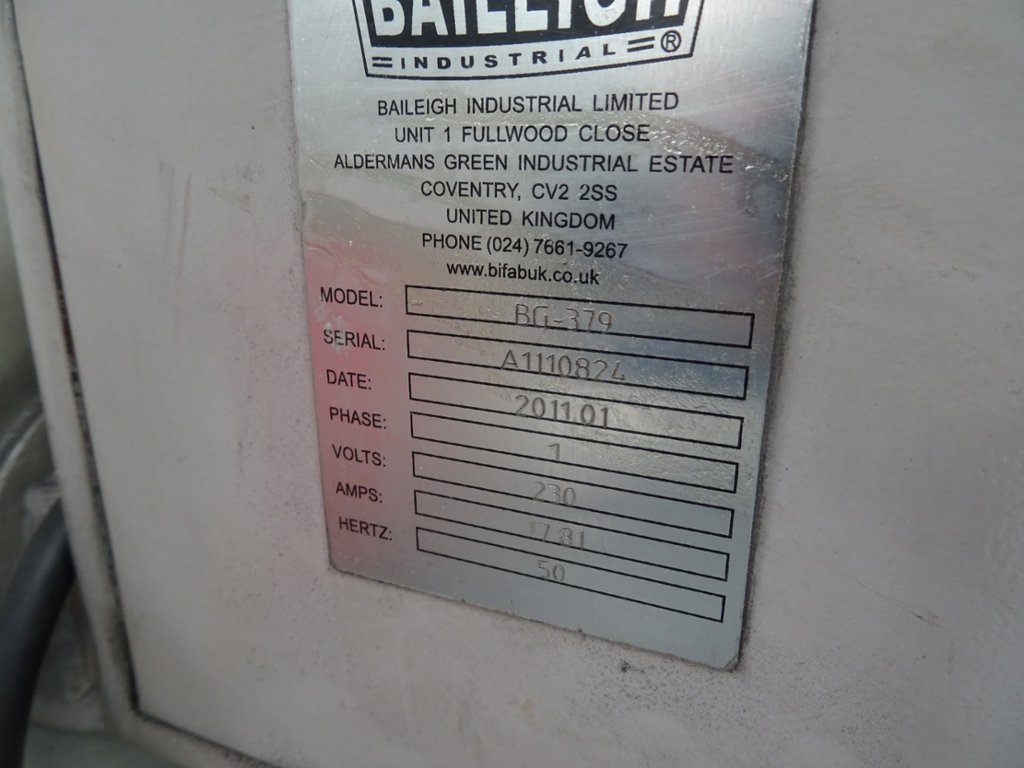 BAILEIGH
INDUSTRIAL ®
BAILEIGH INDUSTRIAL LIMITED
UNIT 1 FULLWOOD CLOSE
ALDERMANS GREEN INDUSTRIAL ESTATE
COVENTRY, CV2 2SS
UNITED KINGDOM
PHONE (024) 7661-9267
www.bifabuk.co.uk
MODEL: BG-379
SERIAL: A1110824
DATE: 2011.01
PHASE: 1
VOLTS: 230
AMPS: 17.81
HERTZ: 50